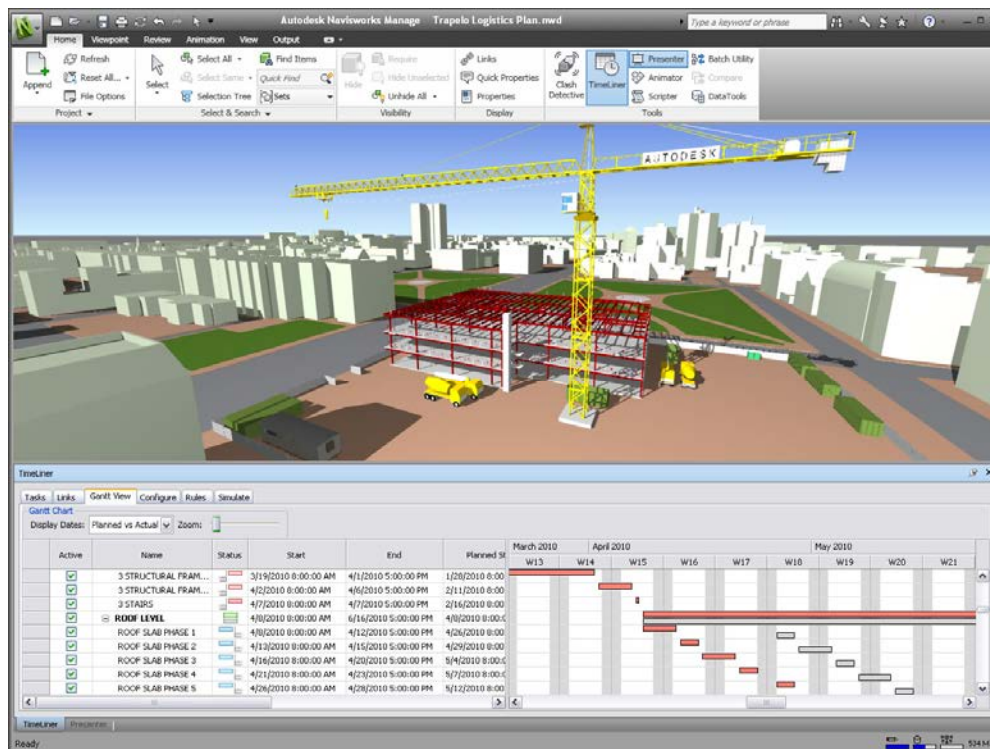 Autodesk Navisworks Manage Trapelo Logistics Plan.nwd
Type a keyword or phrase
Home Viewpoint Review Animation View Output
Append
Refresh
Reset All...
File Options
Project
Select
Select All
Select Same
Selection Tree
Find Items
Quick Find
Sets
Select & Search
Hide
Require
Hide Unselected
Unhide All
Visibility
Links
Quick Properties
Properties
Display
Clash Detective
TimeLiner
Presenter
Animator
Scripter
Batch Utility
Compare
DataTools
Tools
AUTODESK
TimeLiner
Tasks Links Gantt View Configure Rules Simulate
Gantt Chart
Display Dates: Planned vs Actual Zoom:
Active Name Status Start End Planned St
March 2010 April 2010 May 2010
W13 W14 W15 W16 W17 W18 W19 W20 W21
3 STRUCTURAL FRAM... 3/19/2010 8:00:00 AM 4/1/2010 5:00:00 PM 1/28/2010 8:00
3 STRUCTURAL FRAM... 4/2/2010 8:00:00 AM 4/6/2010 5:00:00 PM 2/11/2010 8:00
3 STAIRS 4/7/2010 8:00:00 AM 4/7/2010 5:00:00 PM 2/16/2010 8:00
ROOF LEVEL 4/8/2010 8:00:00 AM 6/16/2010 5:00:00 PM 4/8/2010 8:00:0
ROOF SLAB PHASE 1 4/8/2010 8:00:00 AM 4/12/2010 5:00:00 PM 4/26/2010 8:00
ROOF SLAB PHASE 2 4/13/2010 8:00:00 AM 4/15/2010 5:00:00 PM 4/29/2010 8:00
ROOF SLAB PHASE 3 4/16/2010 8:00:00 AM 4/20/2010 5:00:00 PM 5/4/2010 8:00:0
ROOF SLAB PHASE 4 4/21/2010 8:00:00 AM 4/23/2010 5:00:00 PM 5/7/2010 8:00:0
ROOF SLAB PHASE 5 4/26/2010 8:00:00 AM 4/28/2010 5:00:00 PM 5/12/2010 8:00
TimeLiner Presenter
Ready
534 M